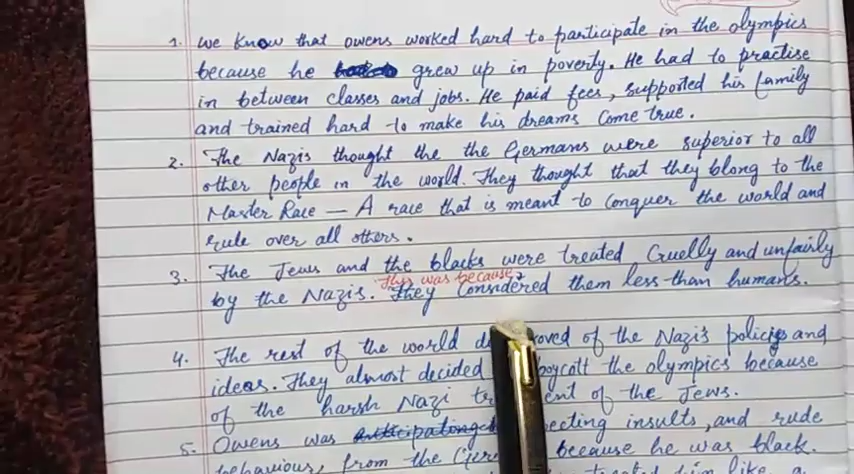 1. we know that owens worked hard to participate in the olympics
because he grew up in poverty. He had to practise
in between classes and jobs. He paid fees, supported his family
and trained hard to make his dreams come true.
2. The Nazis thought the the Germans were superior to all
other people in the world. They thought that they blong to the
Master Race – A race that is meant to conquer the world and
rule over all others.
3. The Jews and the blacks were treated Cruelly and unfairly
This was because
by the Nazis. They Considered them less than humans.
4. The rest of the world of the Nazi's policies and
ideas. They almost decided boycott the olympics because
of the harsh Nazi of the Jews.
5. Owens was anticipating insults, and rude
behaviour, from the because he was black.
like a